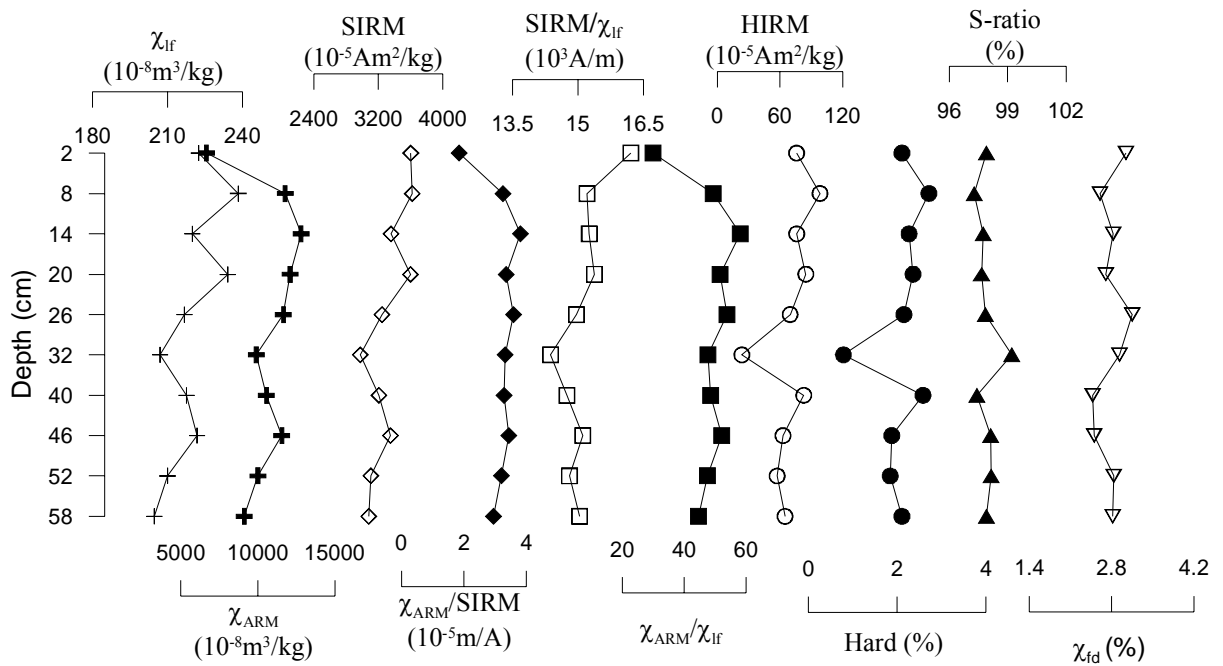 χlf
(10-8m3/kg)
180 210 240
SIRM
(10-5Am2/kg)
2400 3200 4000
SIRM/χlf
(103A/m)
13.5 15 16.5
HIRM
(10-5Am2/kg)
0 60 120
S-ratio
(%)
96 99 102
Depth (cm)
2
8
14
20
26
32
40
46
52
58
5000 10000 15000
χARM
(10-8m3/kg)
0 2 4
χARM/SIRM
(10-5m/A)
20 40 60
χARM/χlf
0 2 4
Hard (%)
1.4 2.8 4.2
χfd (%)